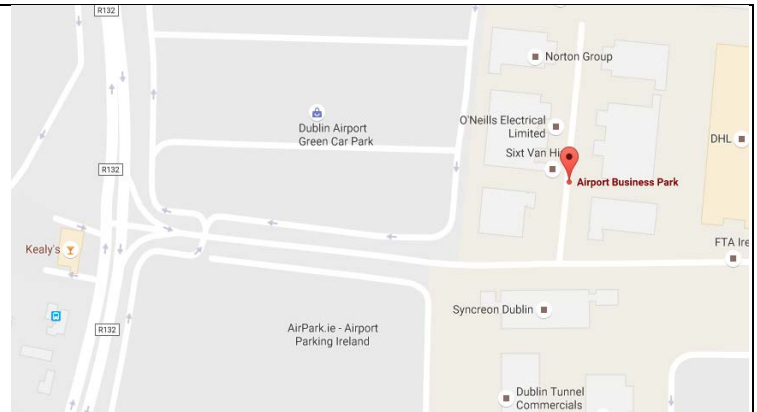 R132
Norton Group
Dublin Airport
Green Car Park
O'Neills Electrical
Limited
DHL
Sixt Van Hi
R132
Airport Business Park
Kealy's
FTA Ire
Syncreon Dublin
R132
AirPark.ie - Airport
Parking Ireland
Dublin Tunnel
Commercials